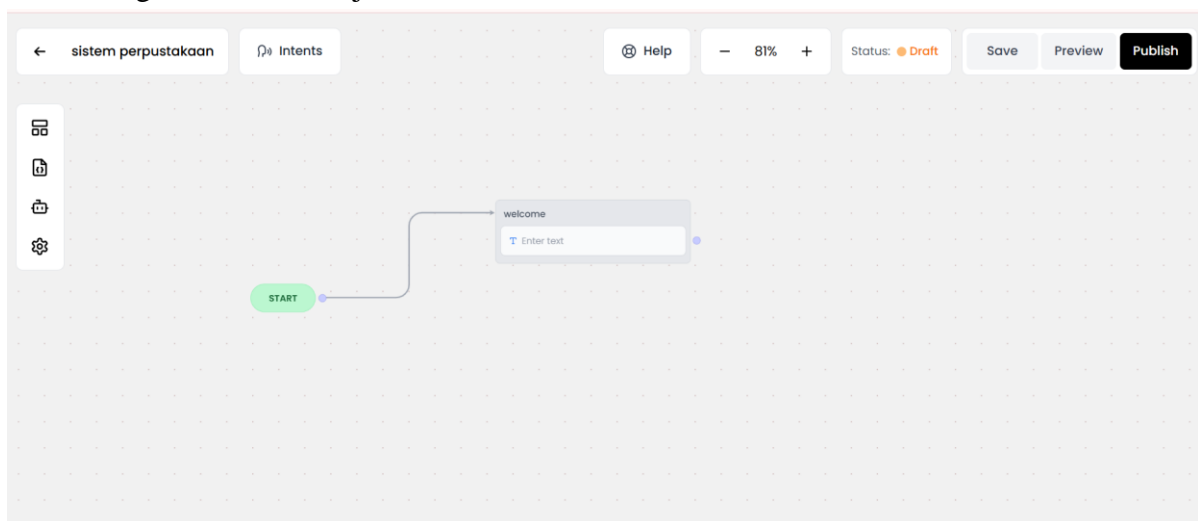 sistem perpustakaan
Intents
Help
− 81% +
Status: Draft
Save
Preview
Publish
welcome
T Enter text
START